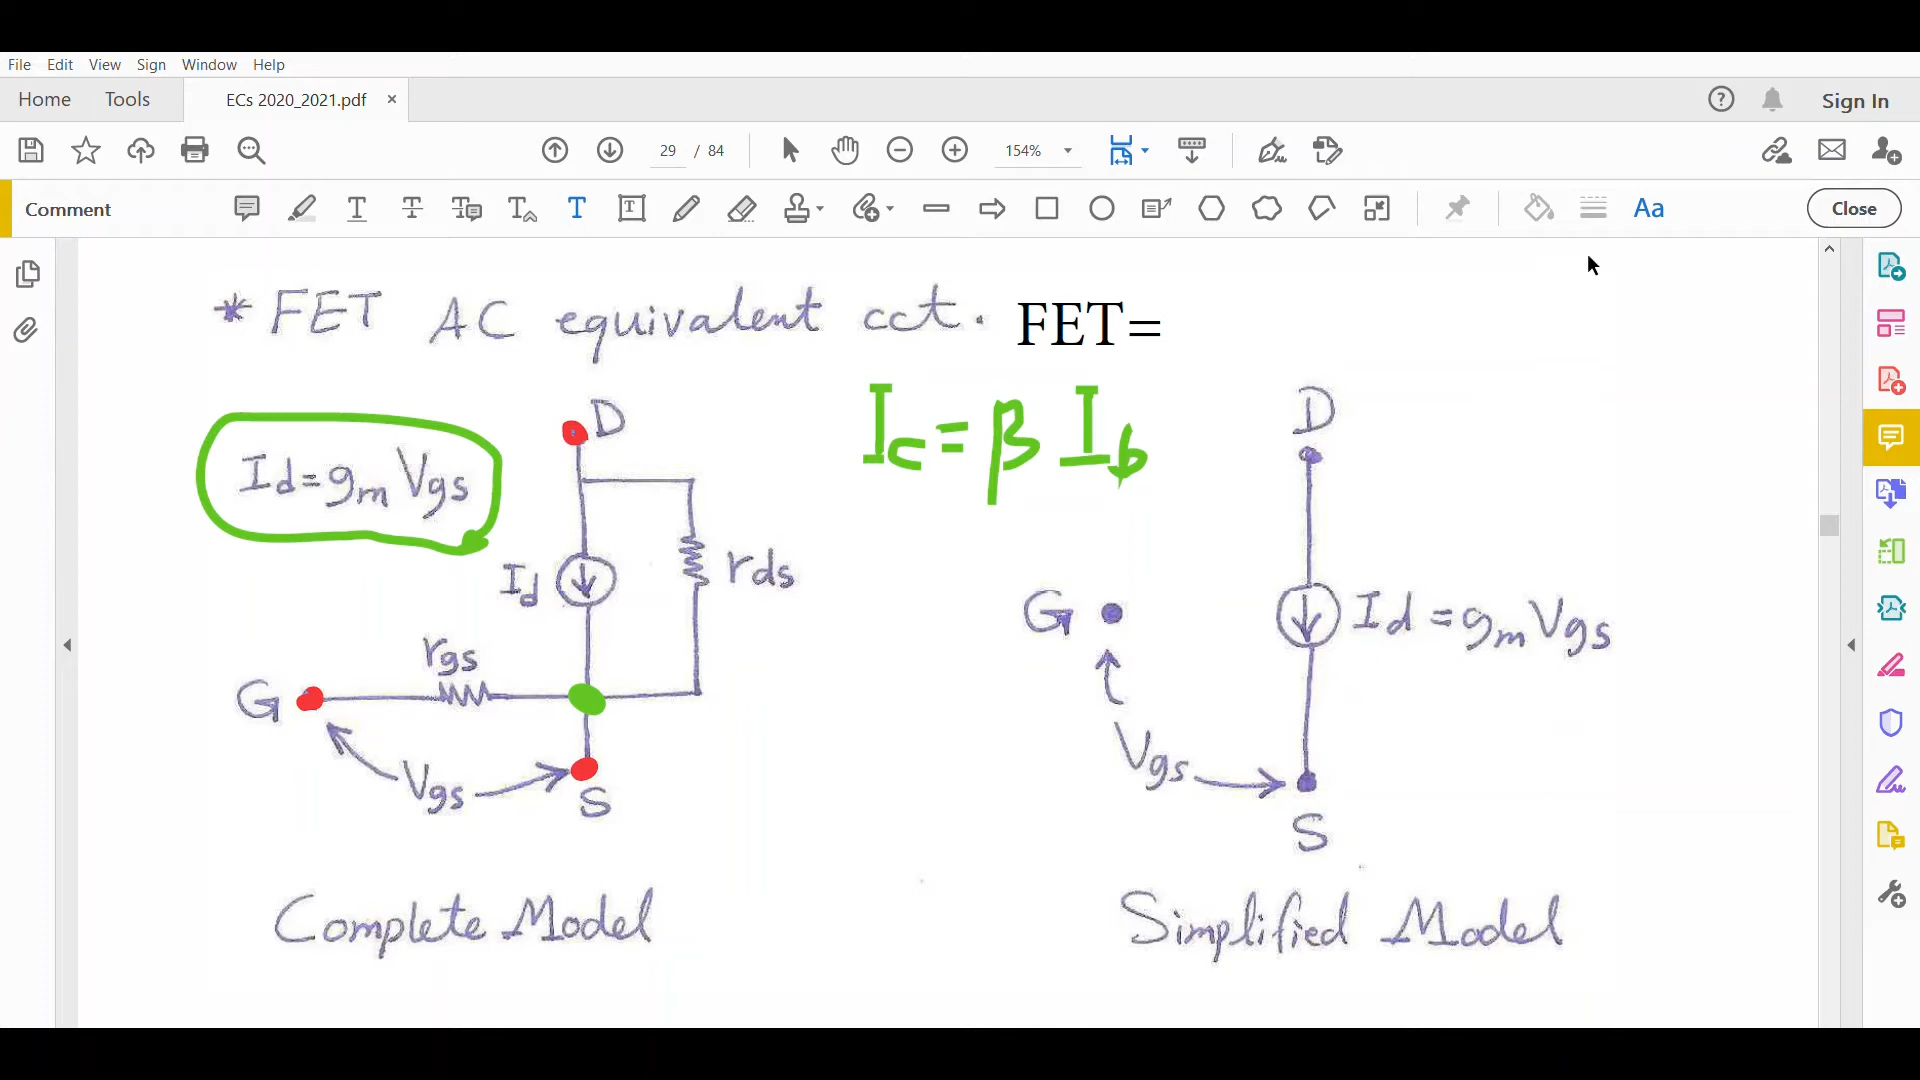 File Edit View Sign Window Help
Home Tools ECs 2020_2021.pdf × Sign In
29 / 84 154%
Comment Aa Close
* FET AC equivalent cct. FET=
Ic = β Ib
Id = gm Vgs
D
Id
rds
rgs
G
Vgs
S
Complete Model
D
G
Id = gm Vgs
Vgs
S
Simplified Model